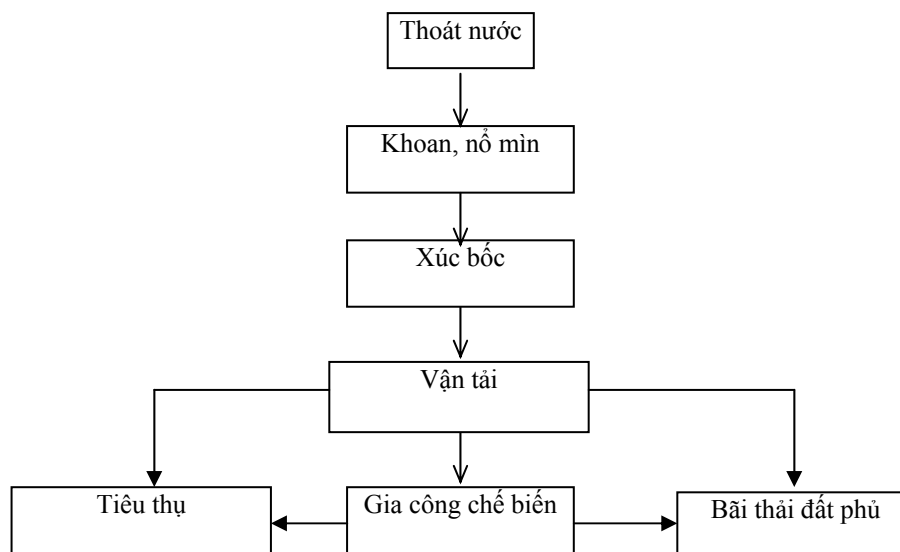 Thoát nước
Khoan, nổ mìn
Xúc bốc
Vận tải
Tiêu thụ
Gia công chế biến
Bãi thải đất phủ